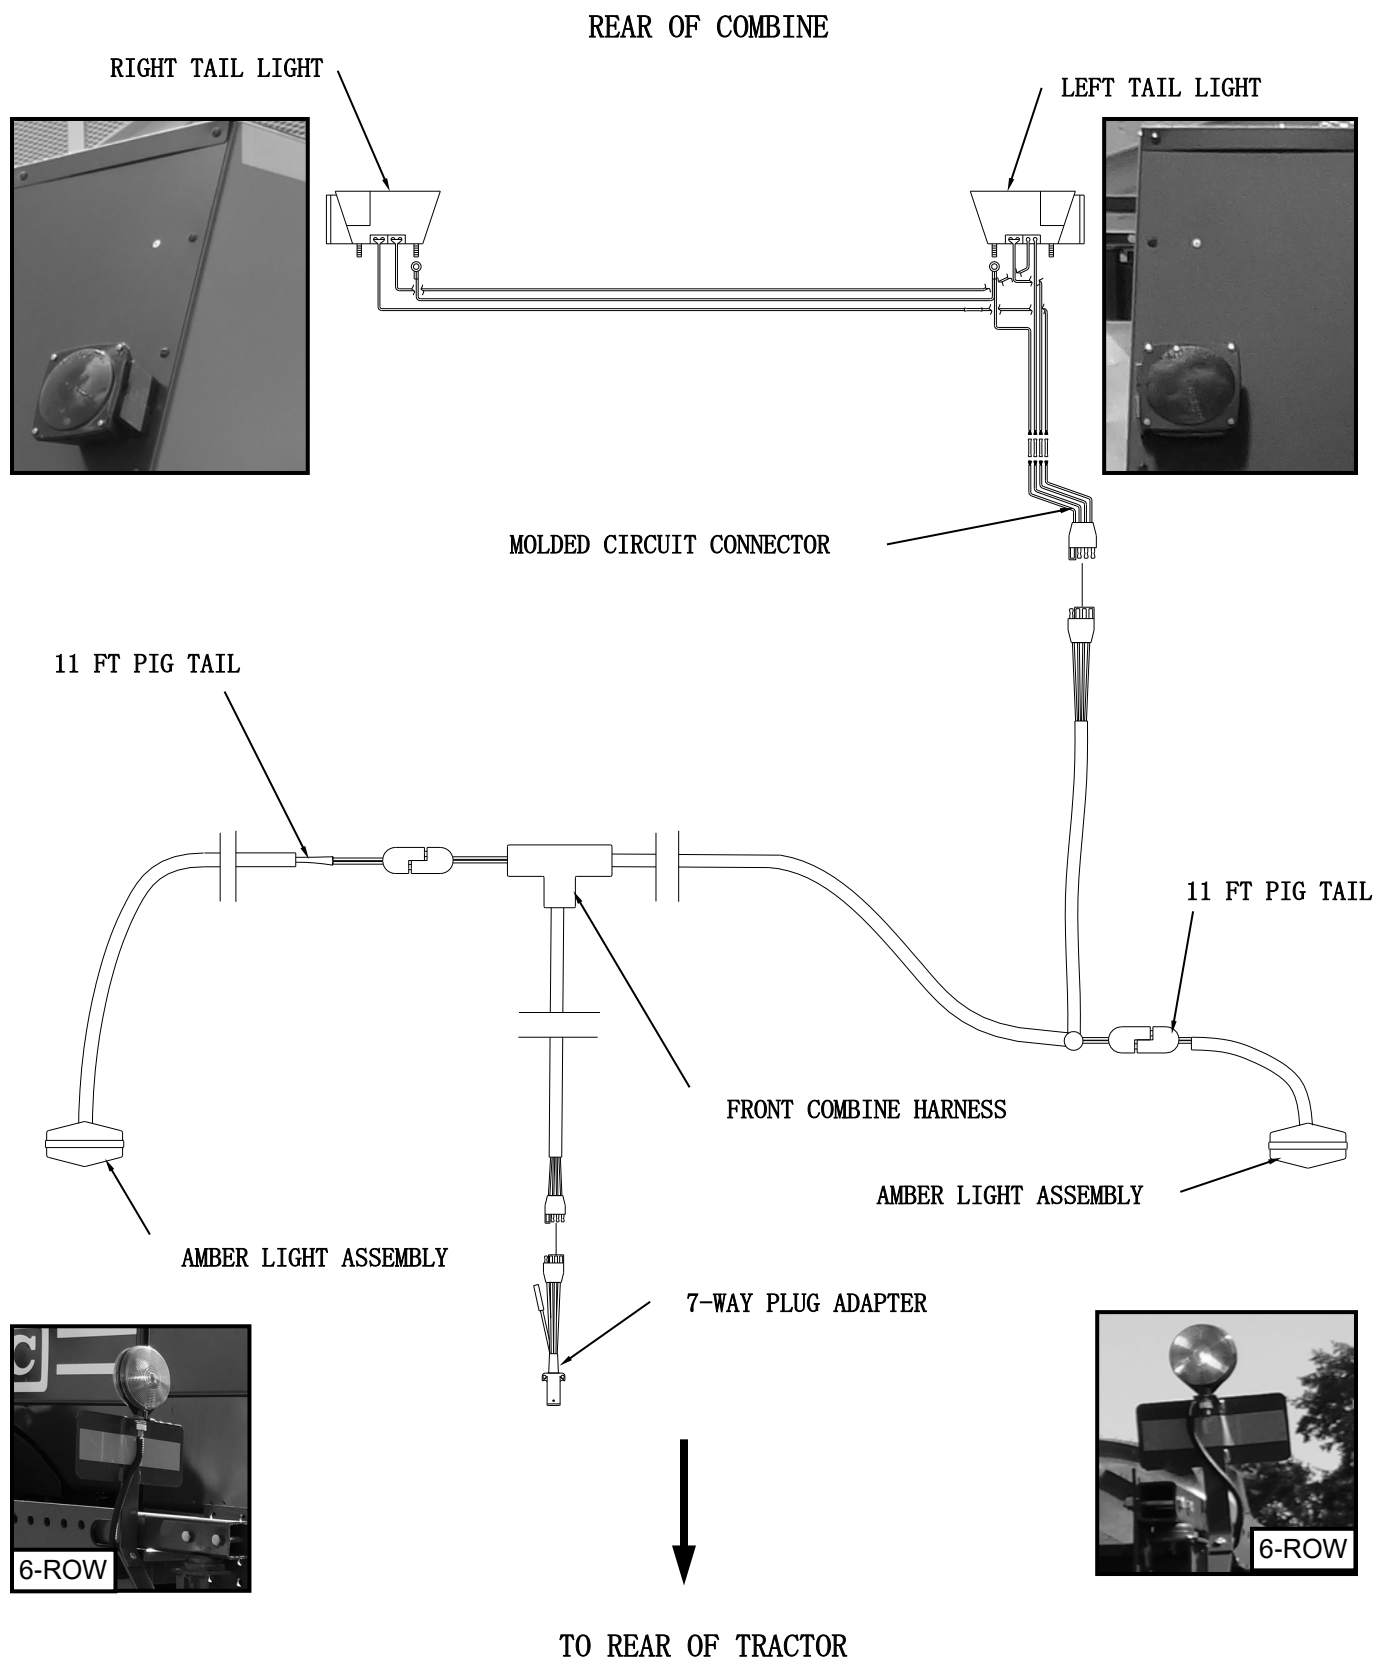 REAR OF COMBINE
RIGHT TAIL LIGHT
LEFT TAIL LIGHT
MOLDED CIRCUIT CONNECTOR
11 FT PIG TAIL
11 FT PIG TAIL
FRONT COMBINE HARNESS
AMBER LIGHT ASSEMBLY
AMBER LIGHT ASSEMBLY
7-WAY PLUG ADAPTER
C
6-ROW
6-ROW
TO REAR OF TRACTOR